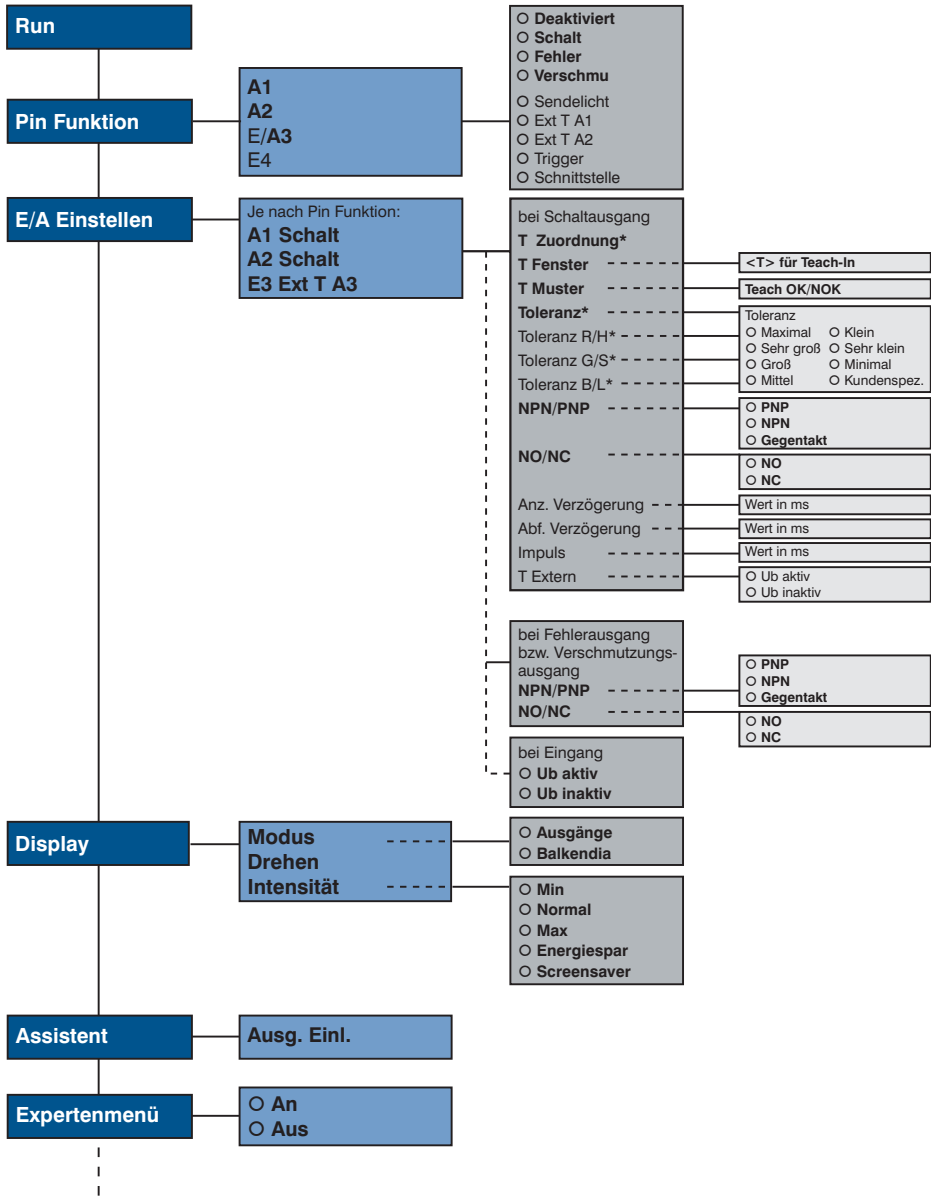 Run
Pin Funktion
A1
A2
E/A3
E4
○ Deaktiviert
○ Schalt
○ Fehler
○ Verschmu
○ Sendelicht
○ Ext T A1
○ Ext T A2
○ Trigger
○ Schnittstelle
E/A Einstellen
Je nach Pin Funktion:
A1 Schalt
A2 Schalt
E3 Ext T A3
bei Schaltausgang
T Zuordnung*
T Fenster
<T> für Teach-In
T Muster
Teach OK/NOK
Toleranz*
Toleranz R/H*
Toleranz G/S*
Toleranz B/L*
Toleranz
○ Maximal ○ Klein
○ Sehr groß ○ Sehr klein
○ Groß ○ Minimal
○ Mittel ○ Kundenspez.
NPN/PNP
○ PNP
○ NPN
○ Gegentakt
NO/NC
○ NO
○ NC
Anz. Verzögerung
Wert in ms
Abf. Verzögerung
Wert in ms
Impuls
Wert in ms
T Extern
○ Ub aktiv
○ Ub inaktiv
bei Fehlerausgang
bzw. Verschmutzungs-
ausgang
NPN/PNP
NO/NC
○ PNP
○ NPN
○ Gegentakt
○ NO
○ NC
bei Eingang
○ Ub aktiv
○ Ub inaktiv
Display
Modus
Drehen
Intensität
○ Ausgänge
○ Balkendia
○ Min
○ Normal
○ Max
○ Energiespar
○ Screensaver
Assistent
Ausg. Einl.
Expertenmenü
○ An
○ Aus